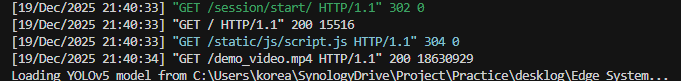 [19/Dec/2025 21:40:33] "GET /session/start/ HTTP/1.1" 302 0
[19/Dec/2025 21:40:33] "GET / HTTP/1.1" 200 15516
[19/Dec/2025 21:40:33] "GET /static/js/script.js HTTP/1.1" 304 0
[19/Dec/2025 21:40:34] "GET /demo_video.mp4 HTTP/1.1" 200 18630929
Loading YOLOv5 model from C:\Users\korea\SynologyDrive\Project\Practice\desklog\Edge System...